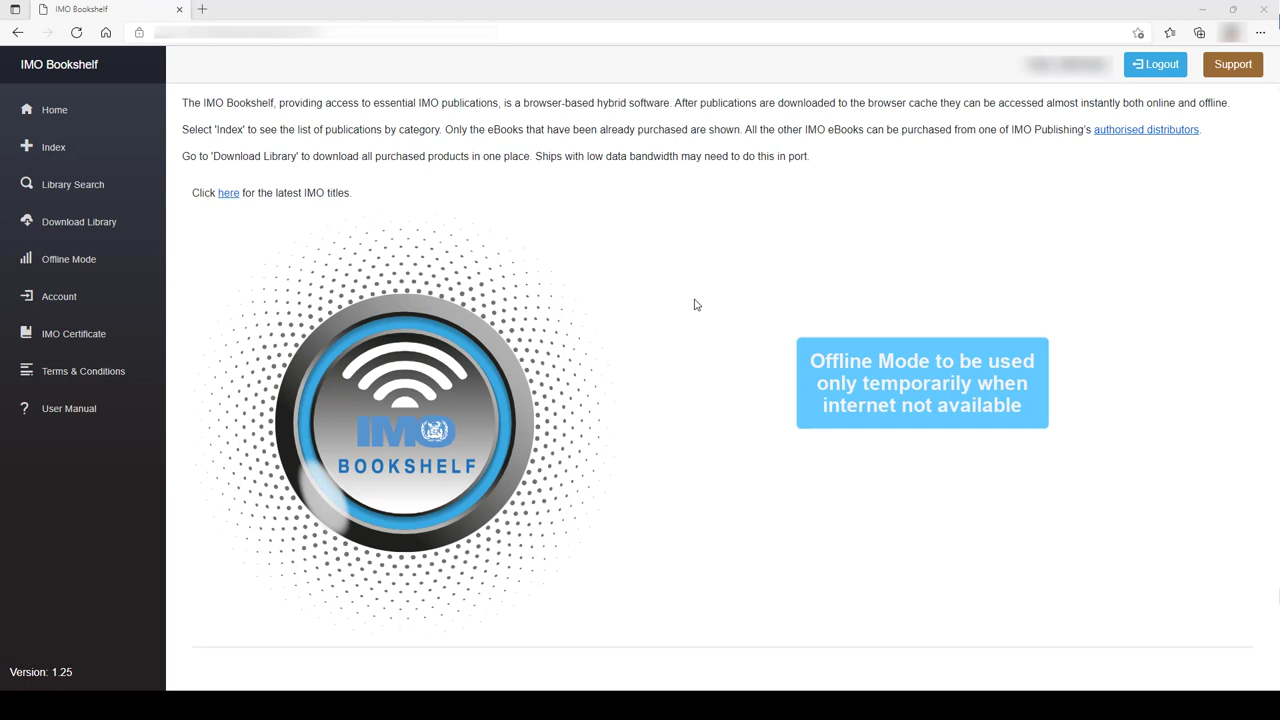 IMO Bookshelf
IMO Bookshelf
Logout
Support
Home
Index
Library Search
Download Library
Offline Mode
Account
IMO Certificate
Terms & Conditions
? User Manual
Version: 1.25
The IMO Bookshelf, providing access to essential IMO publications, is a browser-based hybrid software. After publications are downloaded to the browser cache they can be accessed almost instantly both online and offline.
Select 'Index' to see the list of publications by category. Only the eBooks that have been already purchased are shown. All the other IMO eBooks can be purchased from one of IMO Publishing's authorised distributors.
Go to 'Download Library' to download all purchased products in one place. Ships with low data bandwidth may need to do this in port.
Click here for the latest IMO titles.
IMO
BOOKSHELF
Offline Mode to be used
only temporarily when
internet not available